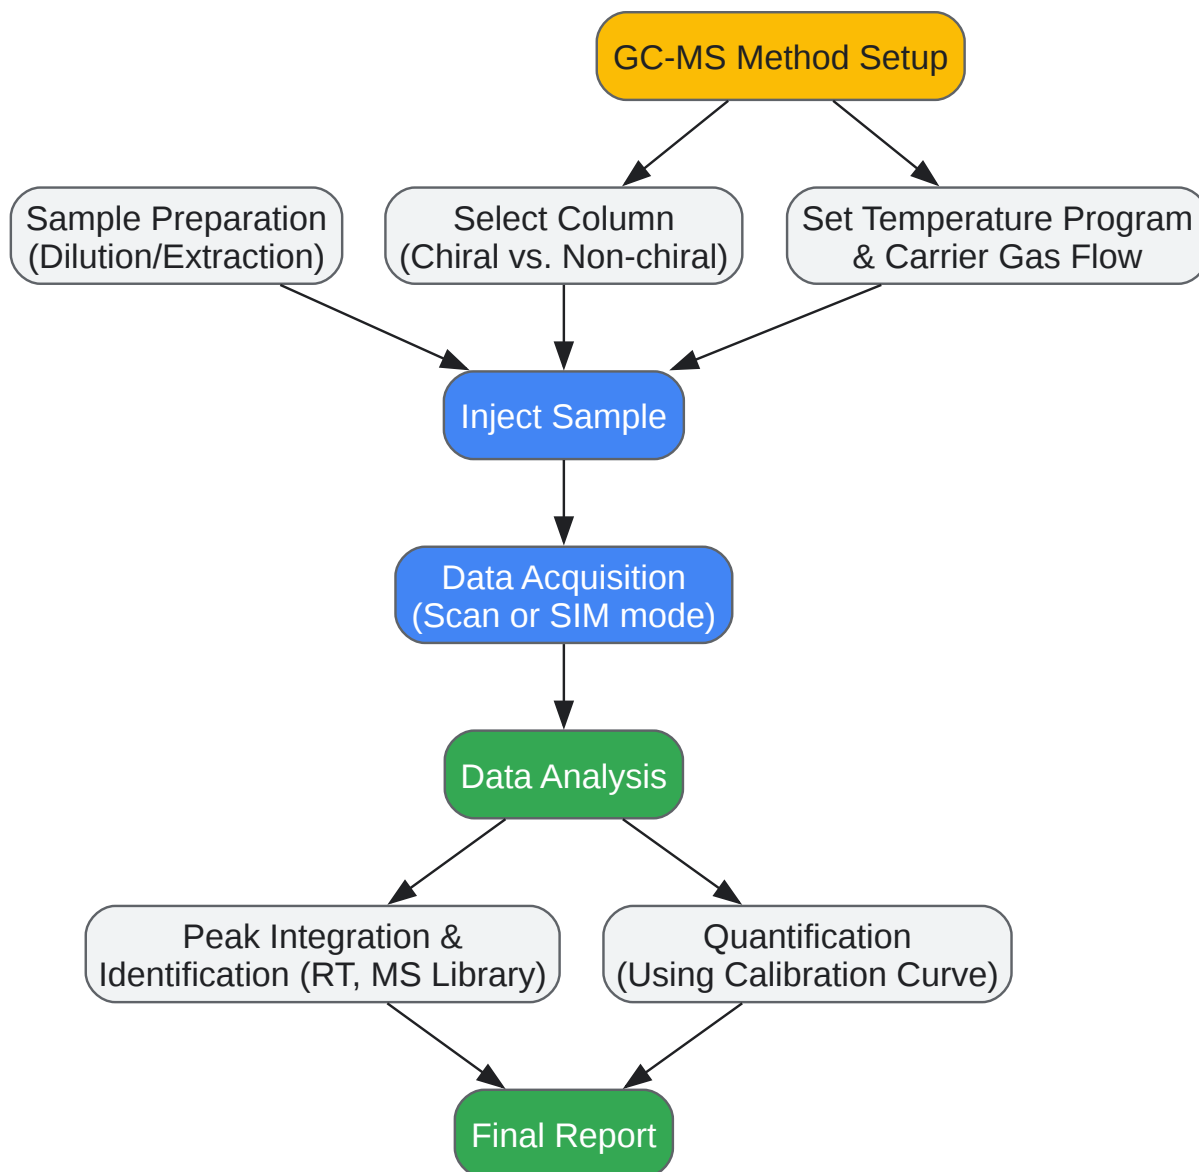 GC-MS Method Setup
Sample Preparation
(Dilution/Extraction)
Select Column
(Chiral vs. Non-chiral)
Set Temperature Program
& Carrier Gas Flow
Inject Sample
Data Acquisition
(Scan or SIM mode)
Data Analysis
Peak Integration &
Identification (RT, MS Library)
Quantification
(Using Calibration Curve)
Final Report